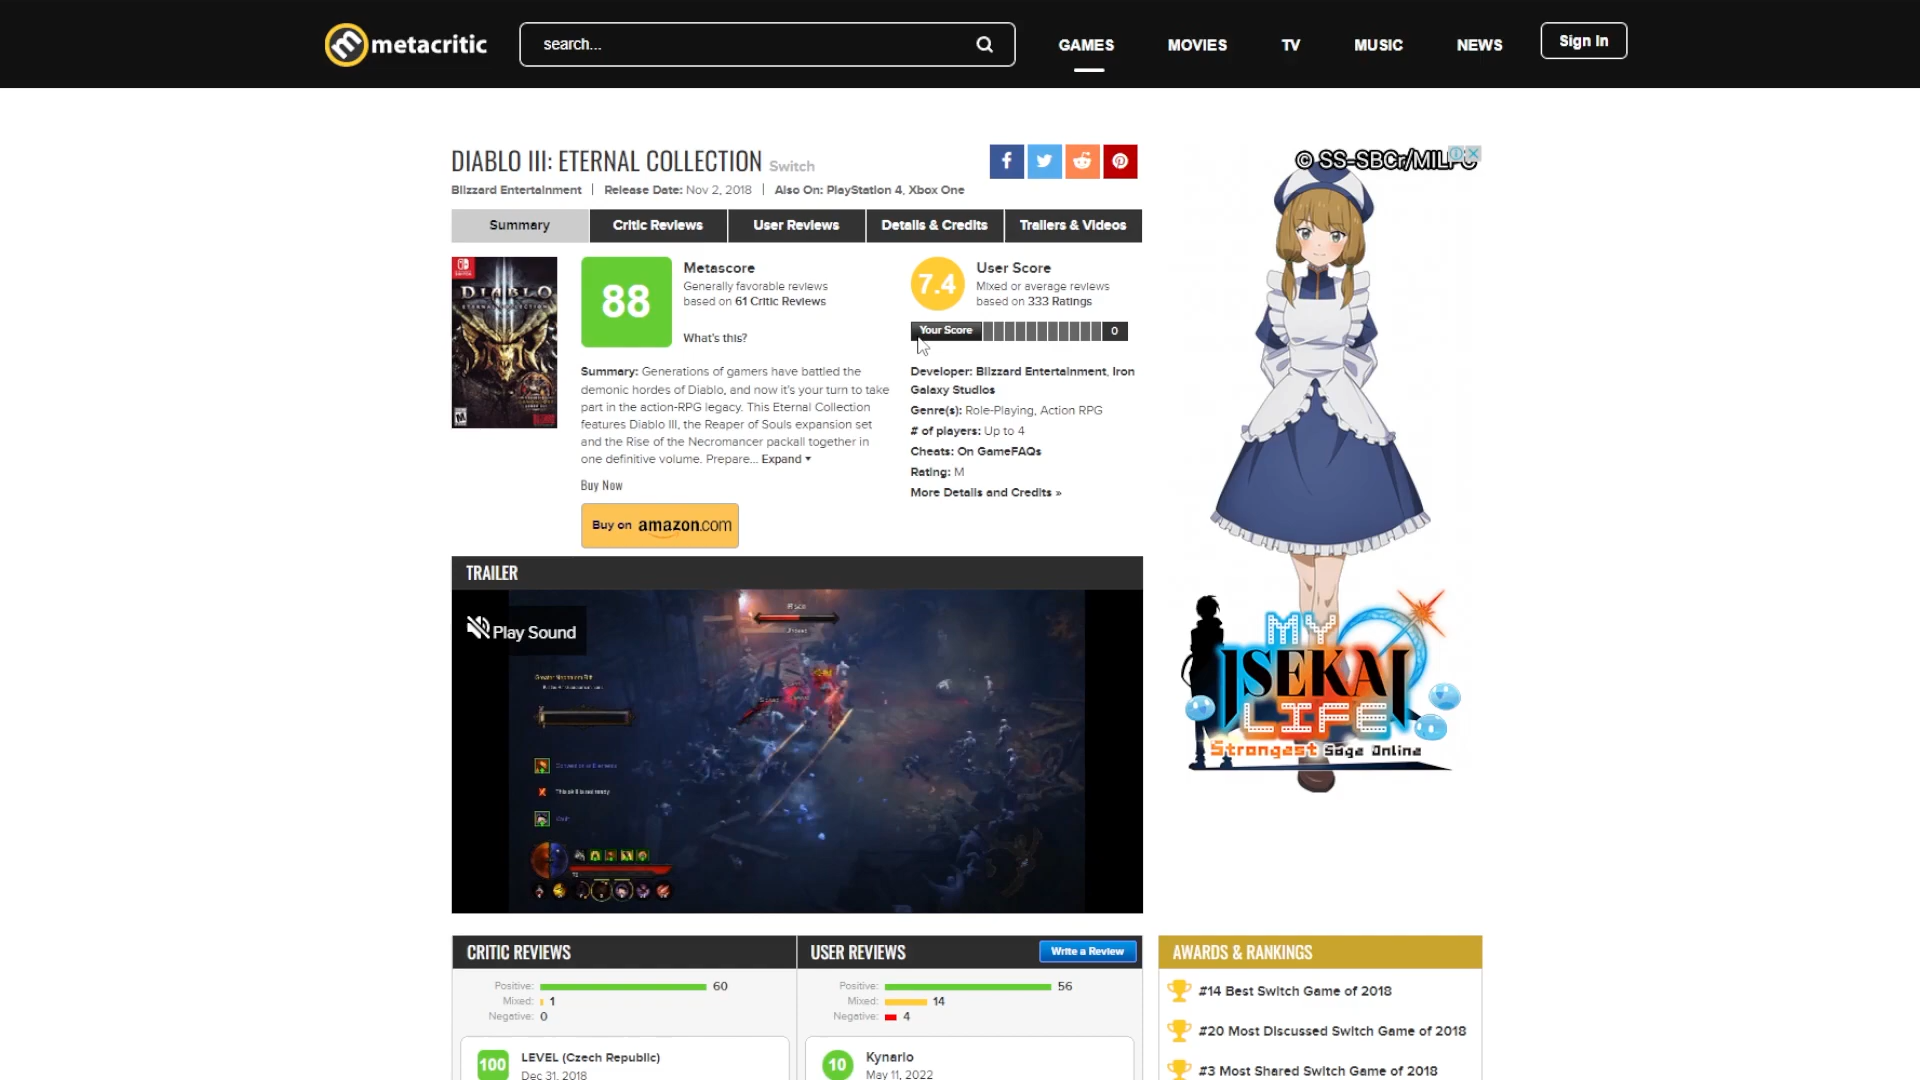 metacritic
search...
GAMES
MOVIES
TV
MUSIC
NEWS
Sign In
DIABLO III: ETERNAL COLLECTION Switch
Blizzard Entertainment | Release Date: Nov 2, 2018 | Also On: PlayStation 4, Xbox One
Summary
Critic Reviews
User Reviews
Details & Credits
Trailers & Videos
DIABLO
88
Metascore
Generally favorable reviews
based on 61 Critic Reviews
What's this?
7.4
User Score
Mixed or average reviews
based on 333 Ratings
Your Score
0
Summary: Generations of gamers have battled the
demonic hordes of Diablo, and now it's your turn to take
part in the action-RPG legacy. This Eternal Collection
features Diablo III, the Reaper of Souls expansion set
and the Rise of the Necromancer packall together in
one definitive volume. Prepare... Expand
Buy Now
Buy on amazon.com
Developer: Blizzard Entertainment, Iron
Galaxy Studios
Genre(s): Role-Playing, Action RPG
# of players: Up to 4
Cheats: On GameFAQs
Rating: M
More Details and Credits »
TRAILER
Play Sound
This skill is not ready
© SS-SBCr/MILPC
MY
ISEKAI
LIFE
Strongest Sage Online
CRITIC REVIEWS
Positive: 60
Mixed: 1
Negative: 0
100
LEVEL (Czech Republic)
Dec 31, 2018
USER REVIEWS
Write a Review
Positive: 56
Mixed: 14
Negative: 4
10
Kynarlo
May 11, 2022
AWARDS & RANKINGS
#14 Best Switch Game of 2018
#20 Most Discussed Switch Game of 2018
#3 Most Shared Switch Game of 2018